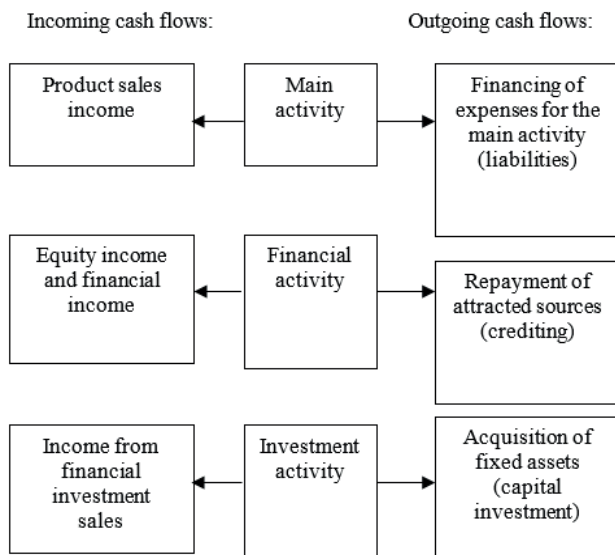 Incoming cash flows:
Outgoing cash flows:
Product sales
income
Main
activity
Financing of
expenses for the
main activity
(liabilities)
Equity income
and financial
income
Financial
activity
Repayment of
attracted sources
(crediting)
Income from
financial
investment
sales
Investment
activity
Acquisition of
fixed assets
(capital
investment)